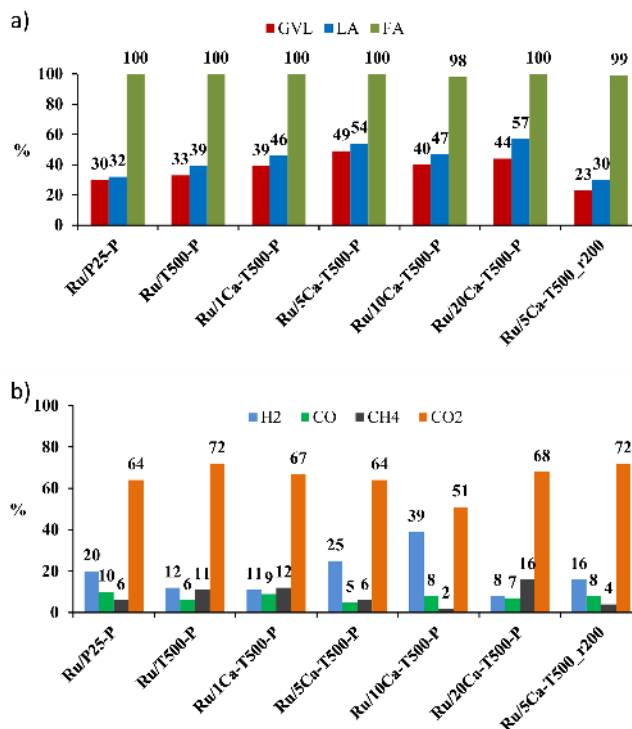 a)
GVL LA FA
100 100 100 100 98 100 99
100
80
60
40
20
0
%
30 32 33 39 39 46 49 54 40 47 44 57 23 30
Ru/P25-P Ru/T500-P Ru/1Ca-T500-P Ru/5Ca-T500-P Ru/10Ca-T500-P Ru/20Ca-T500-P Ru/5Ca-T500_r200
b)
H2 CO CH4 CO2
100
80
60
40
20
0
%
20 10 6 64 12 6 11 72 11 9 12 67 25 5 6 64 39 8 2 51 8 7 16 68 16 8 4 72
Ru/P25-P Ru/T500-P Ru/1Ca-T500-P Ru/5Ca-T500-P Ru/10Ca-T500-P Ru/20Ca-T500-P Ru/5Ca-T500_r200